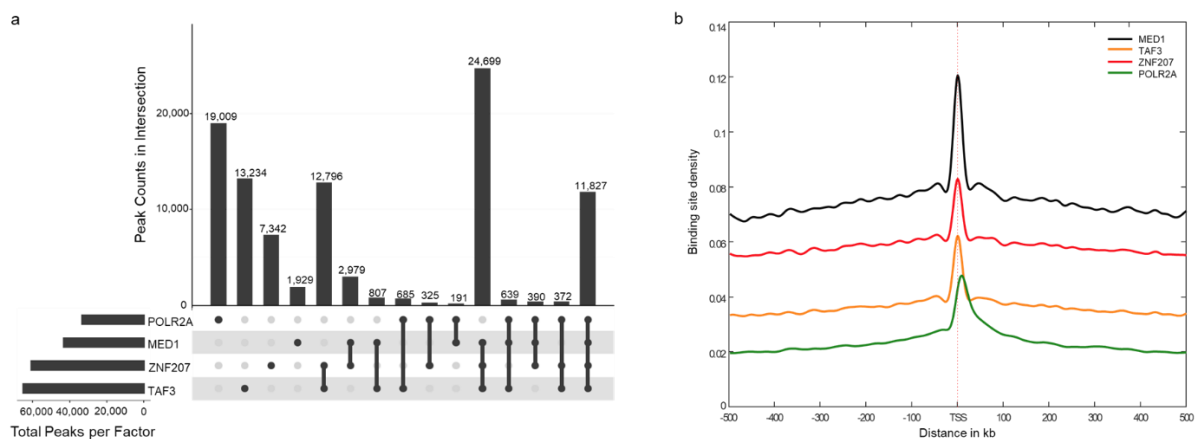 a
Peak Counts in Intersection
20,000
10,000
0
19,009
13,234
7,342
1,929
12,796
2,979
807
685
325
191
24,699
639
390
372
11,827
POLR2A
MED1
ZNF207
TAF3
60,000 40,000 20,000 0
Total Peaks per Factor
b
Binding site density
0.14
0.12
0.1
0.08
0.06
0.04
0.02
0
MED1
TAF3
ZNF207
POLR2A
-500 -400 -300 -200 -100 TSS 100 200 300 400 500
Distance in kb